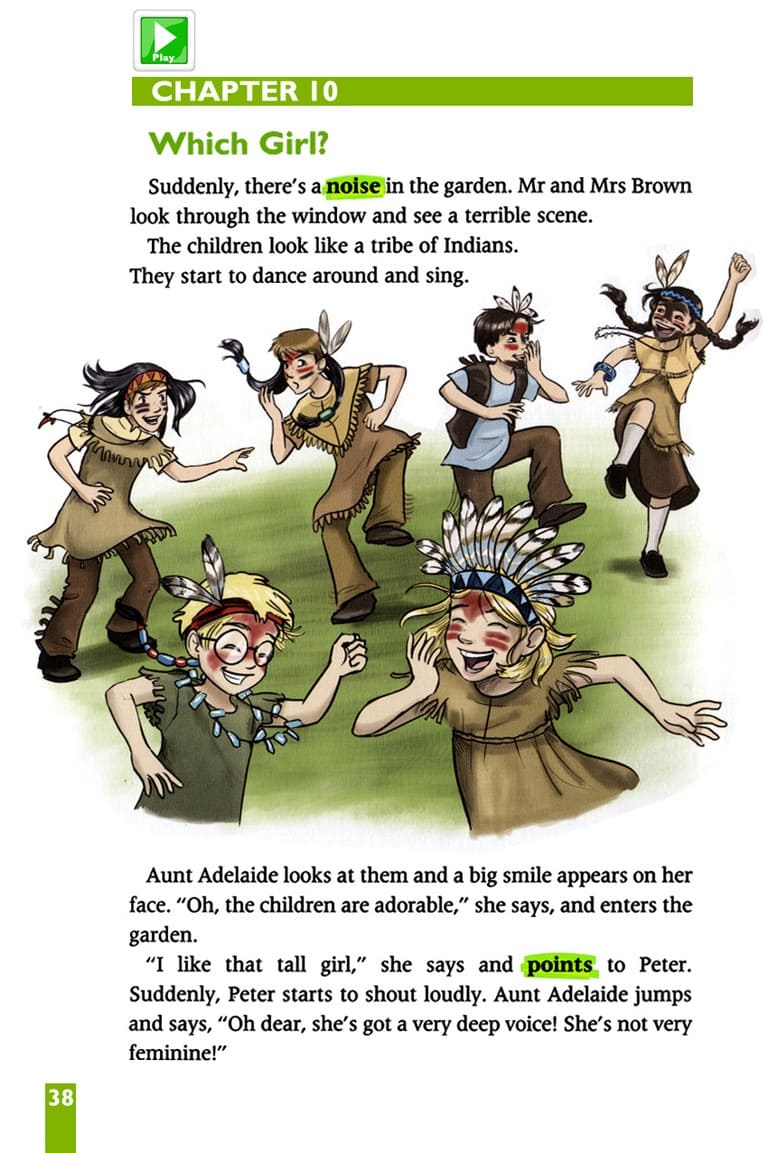 Play
CHAPTER 10
Which Girl?
Suddenly, there's a noise in the garden. Mr and Mrs Brown
look through the window and see a terrible scene.
The children look like a tribe of Indians.
They start to dance around and sing.
Aunt Adelaide looks at them and a big smile appears on her
face. “Oh, the children are adorable,” she says, and enters the
garden.
“I like that tall girl,” she says and points to Peter.
Suddenly, Peter starts to shout loudly. Aunt Adelaide jumps
and says, “Oh dear, she's got a very deep voice! She's not very
feminine!”
38